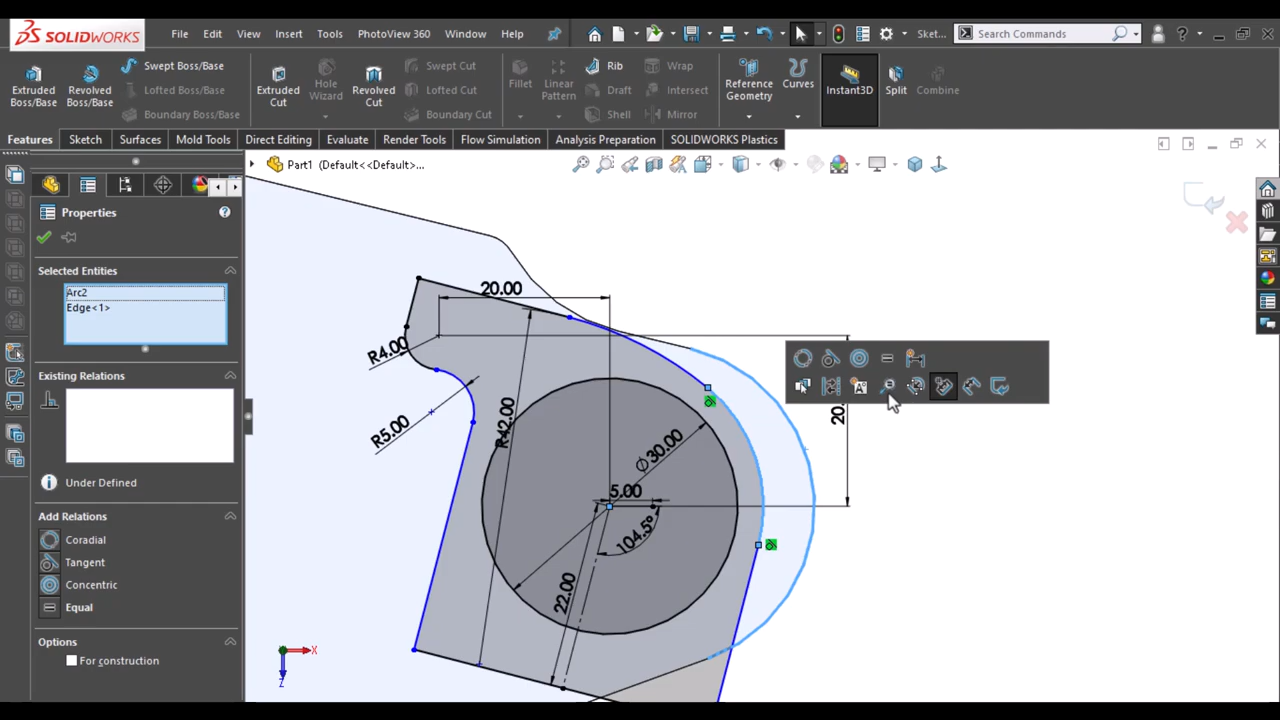 SOLIDWORKS File Edit View Insert Tools PhotoView 360 Window Help Sket... Search Commands
Extruded Boss/Base Revolved Boss/Base Swept Boss/Base Lofted Boss/Base Boundary Boss/Base Extruded Cut Hole Wizard Revolved Cut Swept Cut Lofted Cut Boundary Cut Fillet Linear Pattern Rib Draft Shell Wrap Intersect Mirror Reference Geometry Curves Instant3D Split Combine
Features Sketch Surfaces Mold Tools Direct Editing Evaluate Render Tools Flow Simulation Analysis Preparation SOLIDWORKS Plastics
Part1 (Default<<Default>...
Properties
Selected Entities
Arc2
Edge<1>
Existing Relations
Under Defined
Add Relations
Coradial
Tangent
Concentric
Equal
Options
For construction
20.00
R4.00
R5.00
R42.00
Ø30.00
5.00
104.5°
22.00
20
X
Z